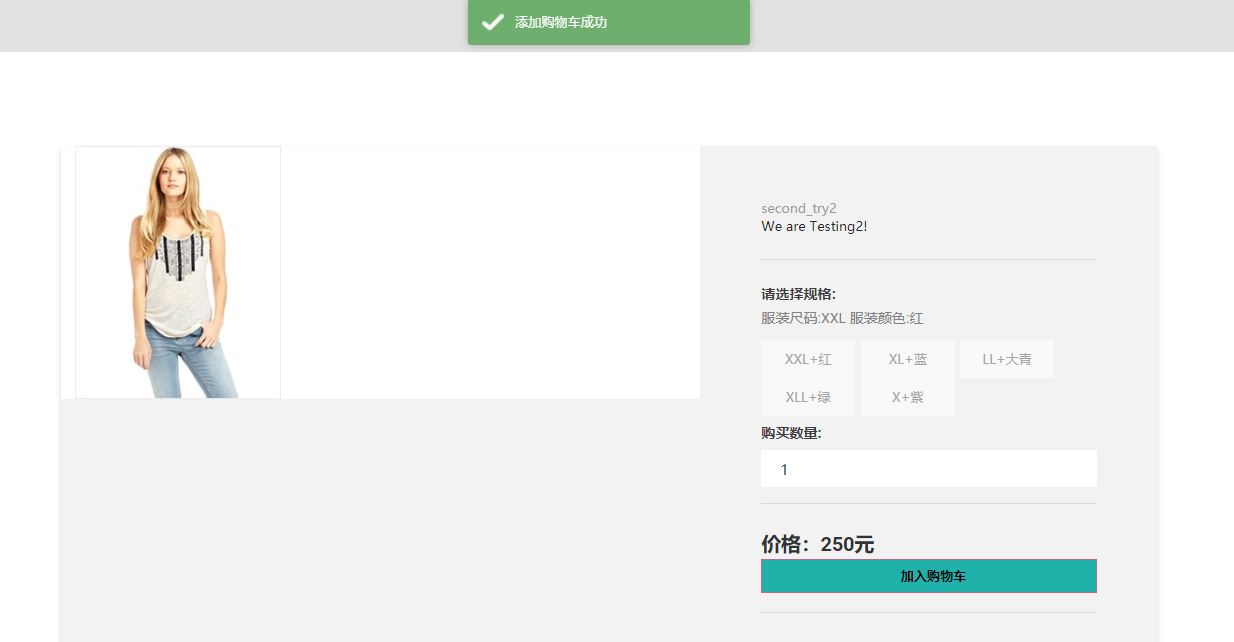 添加购物车成功
second_try2
We are Testing2!
请选择规格:
服装尺码:XXL 服装颜色:红
XXL+红 XL+蓝 LL+大青
XLL+绿 X+紫
购买数量:
1
价格：250元
加入购物车